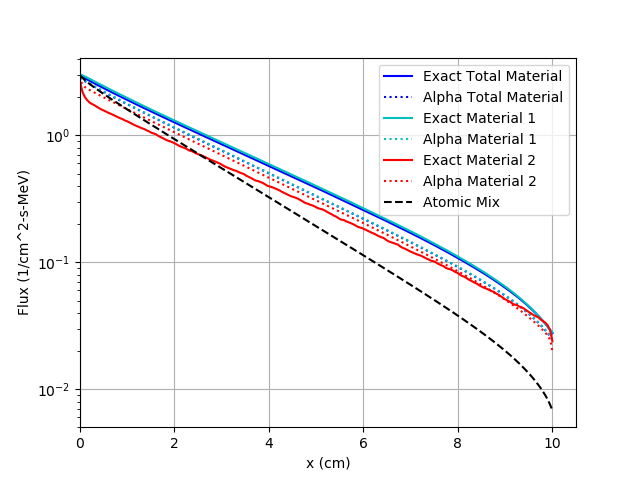 Exact Total Material
Alpha Total Material
Exact Material 1
Alpha Material 1
Exact Material 2
Alpha Material 2
Atomic Mix
Flux (1/cm^2-s-MeV)
10^0
10^-1
10^-2
0 2 4 6 8 10
x (cm)